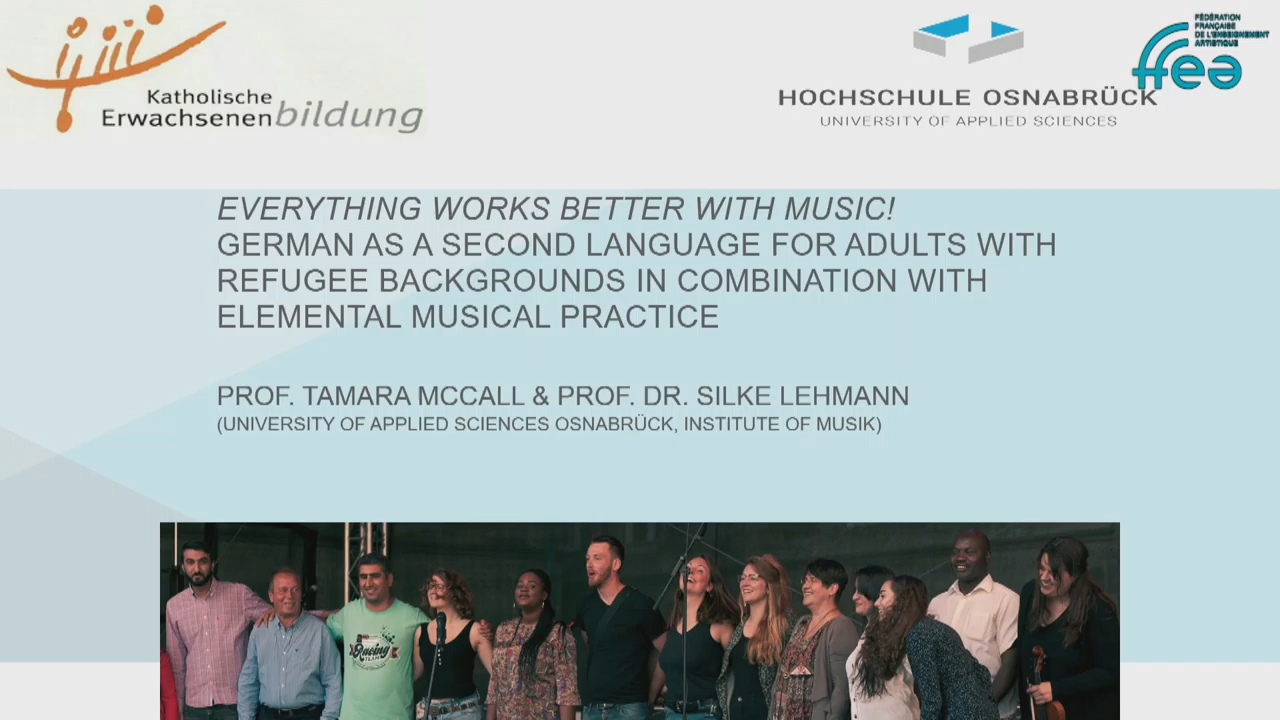 Katholische
Erwachsenenbildung
HOCHSCHULE OSNABRÜCK
UNIVERSITY OF APPLIED SCIENCES
FÉDÉRATION
FRANÇAISE
DE L'ENSEIGNEMENT
ARTISTIQUE
ffea
EVERYTHING WORKS BETTER WITH MUSIC!
GERMAN AS A SECOND LANGUAGE FOR ADULTS WITH
REFUGEE BACKGROUNDS IN COMBINATION WITH
ELEMENTAL MUSICAL PRACTICE
PROF. TAMARA MCCALL & PROF. DR. SILKE LEHMANN
(UNIVERSITY OF APPLIED SCIENCES OSNABRÜCK, INSTITUTE OF MUSIK)
Racing
TEAM